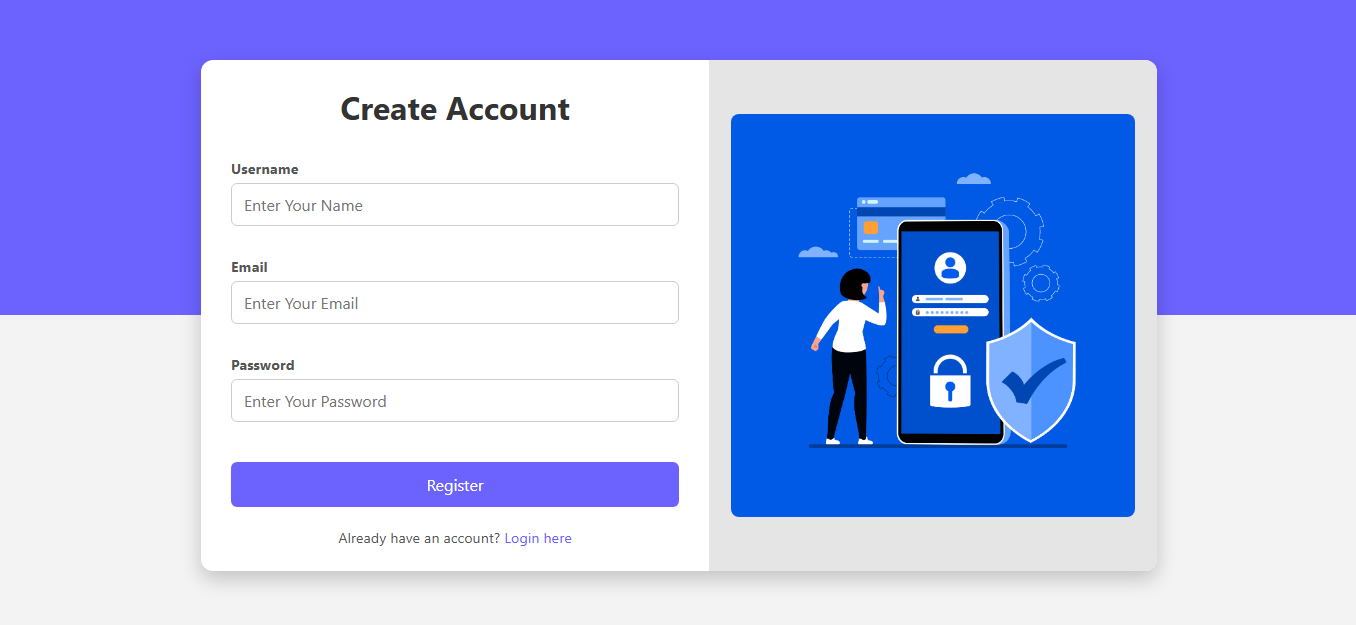 Create Account
Username
Enter Your Name
Email
Enter Your Email
Password
Enter Your Password
Register
Already have an account? Login here